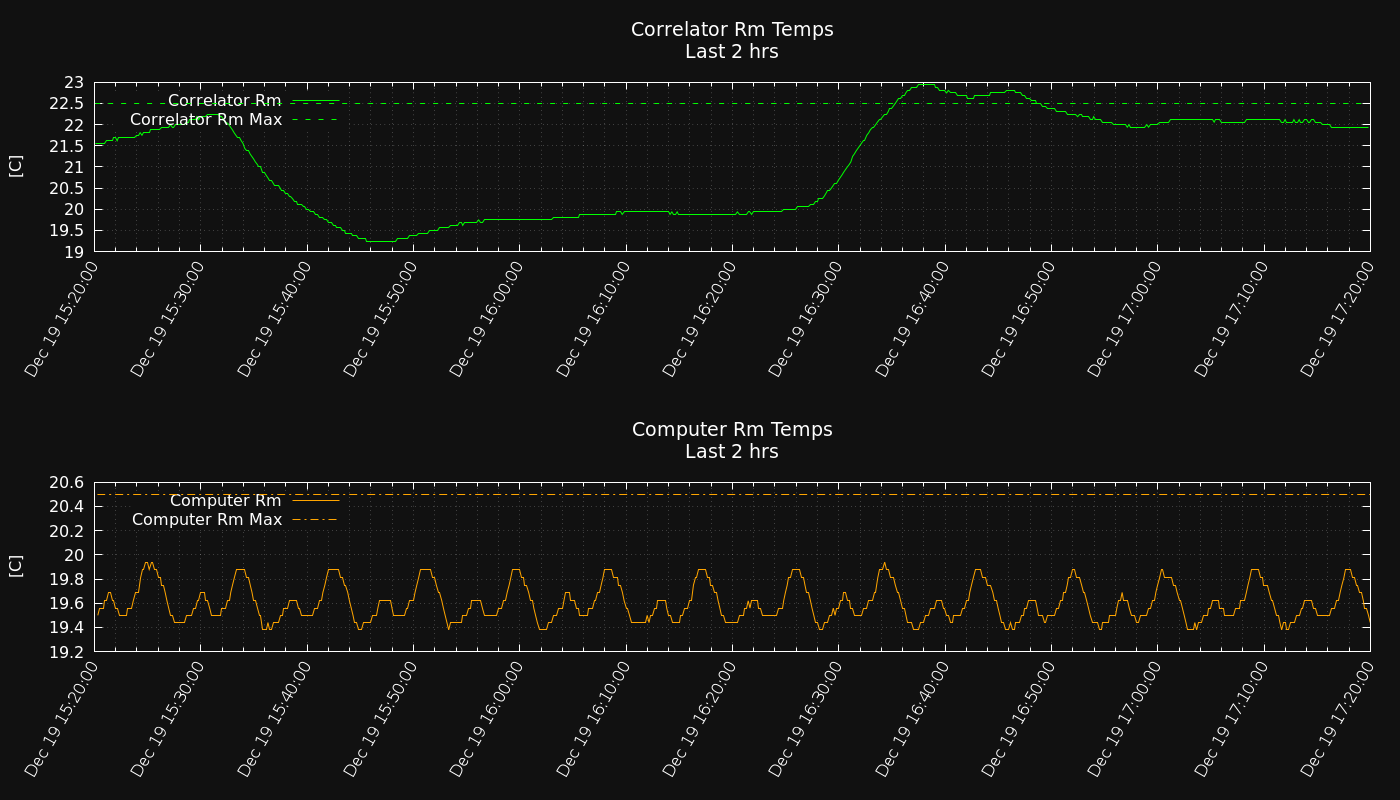 Correlator Rm Temps
Last 2 hrs
[C]
23
22.5
22
21.5
21
20.5
20
19.5
19
Correlator Rm
Correlator Rm Max
Dec 19 15:20:00
Dec 19 15:30:00
Dec 19 15:40:00
Dec 19 15:50:00
Dec 19 16:00:00
Dec 19 16:10:00
Dec 19 16:20:00
Dec 19 16:30:00
Dec 19 16:40:00
Dec 19 16:50:00
Dec 19 17:00:00
Dec 19 17:10:00
Dec 19 17:20:00
Computer Rm Temps
Last 2 hrs
[C]
20.6
20.4
20.2
20
19.8
19.6
19.4
19.2
Computer Rm
Computer Rm Max
Dec 19 15:20:00
Dec 19 15:30:00
Dec 19 15:40:00
Dec 19 15:50:00
Dec 19 16:00:00
Dec 19 16:10:00
Dec 19 16:20:00
Dec 19 16:30:00
Dec 19 16:40:00
Dec 19 16:50:00
Dec 19 17:00:00
Dec 19 17:10:00
Dec 19 17:20:00